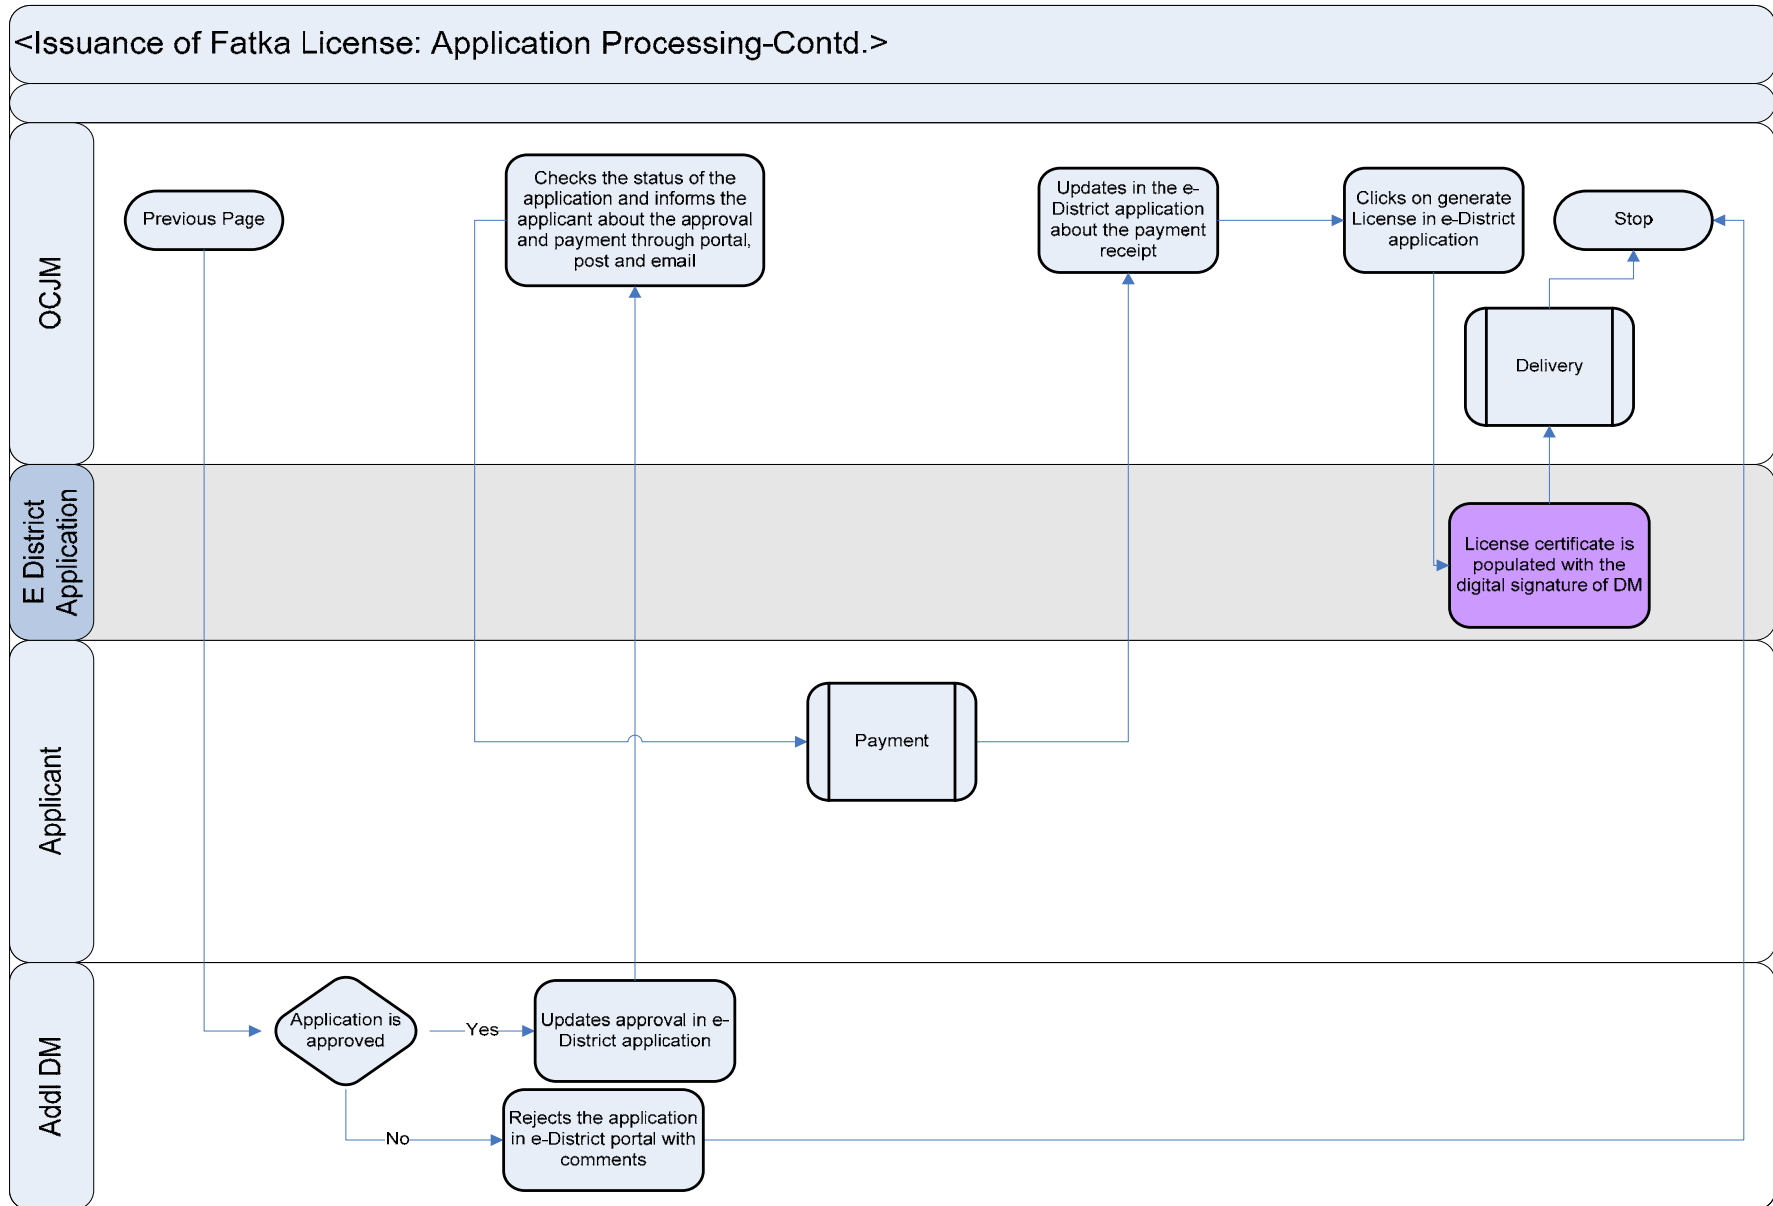 <Issuance of Fatka License: Application Processing-Contd.>
OCJM
Previous Page
Checks the status of the
application and informs the
applicant about the approval
and payment through portal,
post and email
Updates in the e-
District application
about the payment
receipt
Clicks on generate
License in e-District
application
Stop
Delivery
E District
Application
License certificate is
populated with the
digital signature of DM
Applicant
Payment
Addl DM
Application is
approved
Yes
Updates approval in e-
District application
No
Rejects the application
in e-District portal with
comments